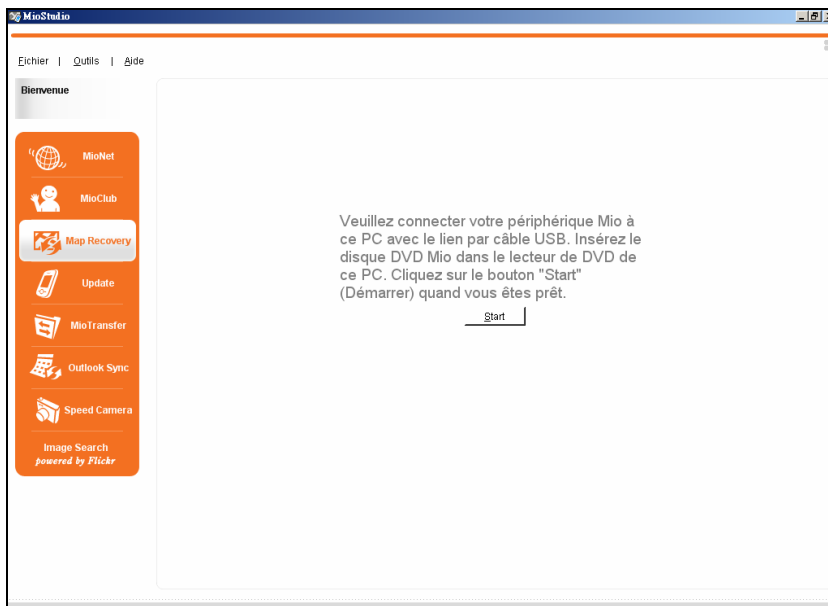 MioStudio
Fichier | Outils | Aide
Bienvenue
MioNet
MioClub
Map Recovery
Update
MioTransfer
Outlook Sync
Speed Camera
Image Search
powered by Flickr
Veuillez connecter votre périphérique Mio à
ce PC avec le lien par câble USB. Insérez le
disque DVD Mio dans le lecteur de DVD de
ce PC. Cliquez sur le bouton "Start"
(Démarrer) quand vous êtes prêt.
Start